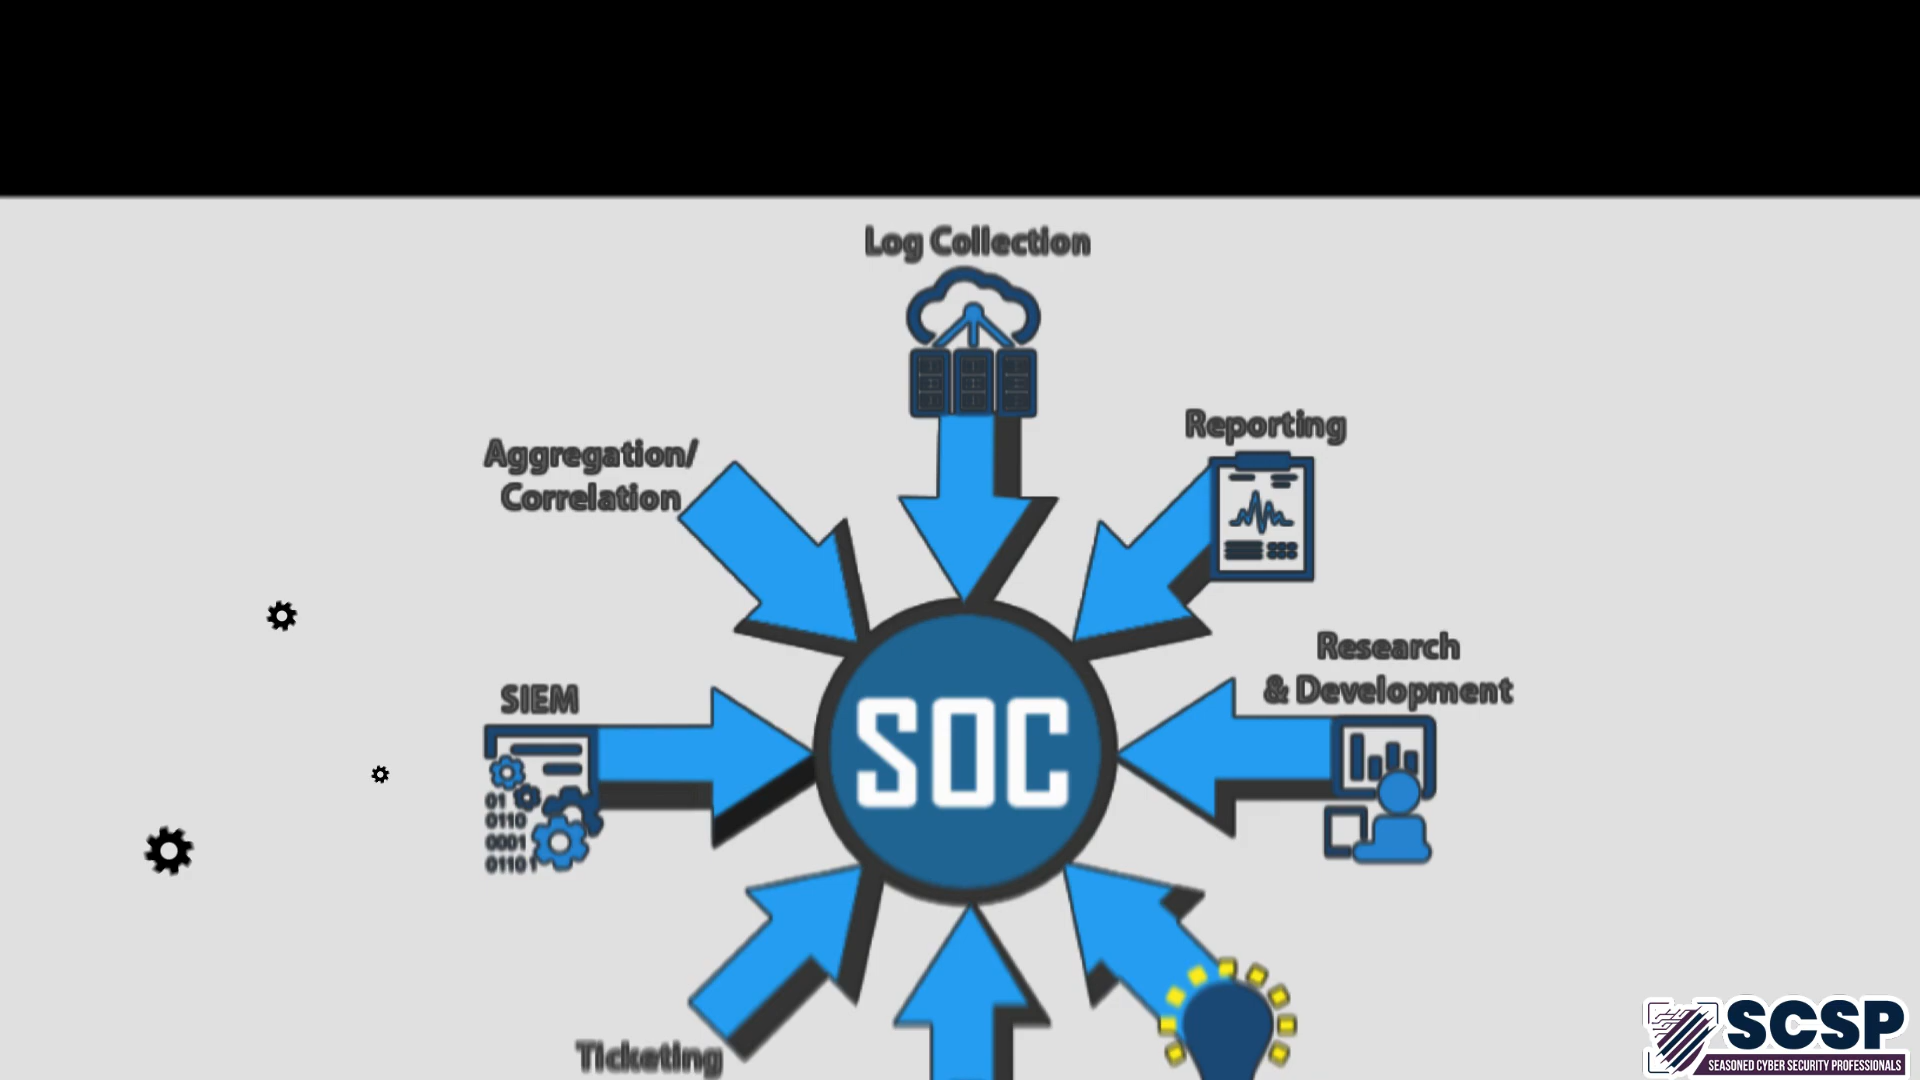 Log Collection
Reporting
Aggregation/
Correlation
Research
& Development
SIEM
SOC
01
0110
0001
01101
Ticketing
SCSP
SEASONED CYBER SECURITY PROFESSIONALS